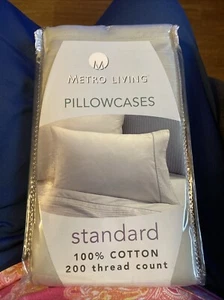 M
METRO LIVING
PILLOWCASES
standard
100% COTTON
200 thread count